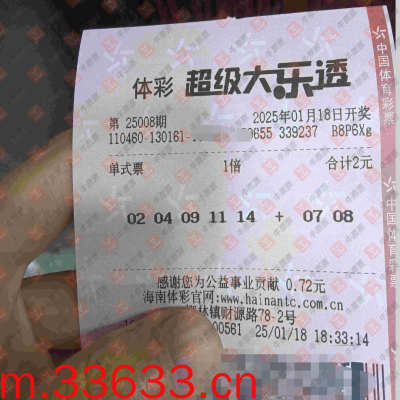 体彩 超级大乐透
第 25008期 2025年01月18日开奖
110460-130161- 0655 339237 B8P6Xg
单式票 1倍 合计2元
02 04 09 11 14 + 07 08
感谢您为公益事业贡献 0.72元
海南体彩官网:www.hainantc.com.cn
林镇财源路78-2号
00561 25/01/18 18:33:14
中国体育彩票
中国体育彩票
m.33633.cn